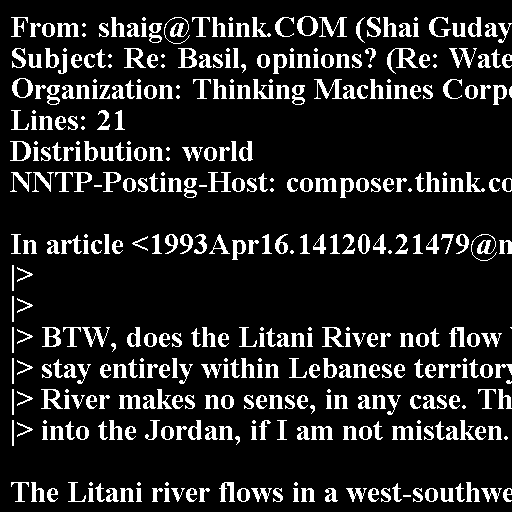 From: shaig@Think.COM (Shai Guday
Subject: Re: Basil, opinions? (Re: Wate
Organization: Thinking Machines Corpo
Lines: 21
Distribution: world
NNTP-Posting-Host: composer.think.co
In article <1993Apr16.141204.21479@n
|>
|>
|> BTW, does the Litani River not flow
|> stay entirely within Lebanese territory
|> River makes no sense, in any case. Th
|> into the Jordan, if I am not mistaken.
The Litani river flows in a west-southwe